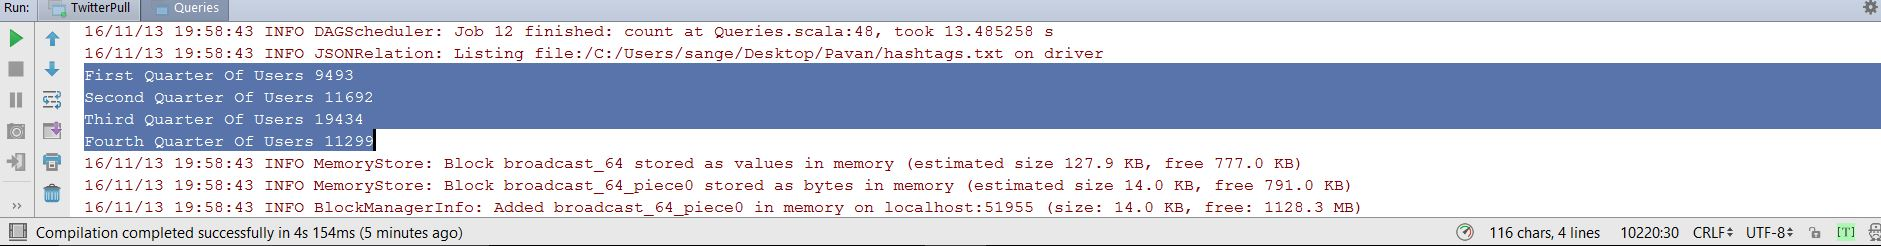 Run: TwitterPull Queries
16/11/13 19:58:43 INFO DAGScheduler: Job 12 finished: count at Queries.scala:48, took 13.485258 s
16/11/13 19:58:43 INFO JSONRelation: Listing file:/C:/Users/sange/Desktop/Pavan/hashtags.txt on driver
First Quarter Of Users 9493
Second Quarter Of Users 11692
Third Quarter Of Users 19434
Fourth Quarter Of Users 11299
16/11/13 19:58:43 INFO MemoryStore: Block broadcast_64 stored as values in memory (estimated size 127.9 KB, free 777.0 KB)
16/11/13 19:58:43 INFO MemoryStore: Block broadcast_64_piece0 stored as bytes in memory (estimated size 14.0 KB, free 791.0 KB)
16/11/13 19:58:43 INFO BlockManagerInfo: Added broadcast_64_piece0 in memory on localhost:51955 (size: 14.0 KB, free: 1128.3 MB)
Compilation completed successfully in 4s 154ms (5 minutes ago) 116 chars, 4 lines 10220:30 CRLF UTF-8 [T]